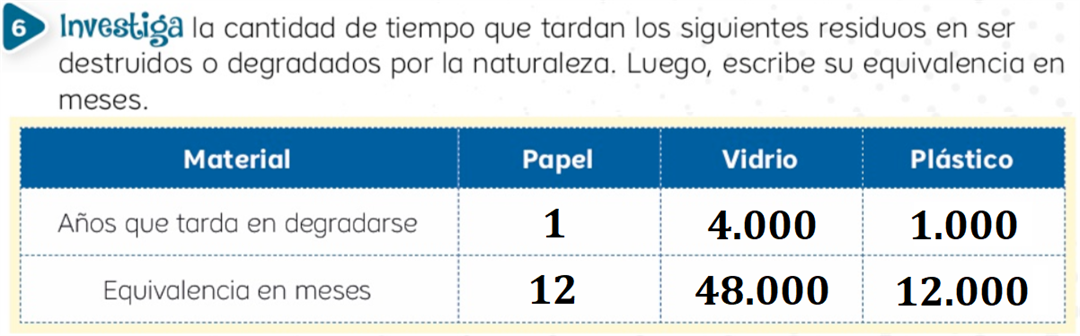 6 Investiga la cantidad de tiempo que tardan los siguientes residuos en ser
destruidos o degradados por la naturaleza. Luego, escribe su equivalencia en
meses.
Material Papel Vidrio Plástico
Años que tarda en degradarse 1 4.000 1.000
Equivalencia en meses 12 48.000 12.000